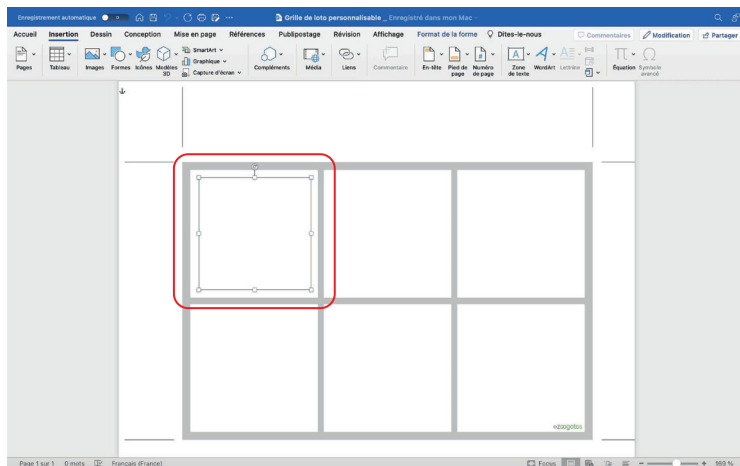 Enregistrement automatique
Grille de loto personnalisable _ Enregistré dans mon Mac
Accueil Insertion Dessin Conception Mise en page Références Publipostage Révision Affichage Format de la forme Dites-le-nous Commentaires Modification Partager
Pages Tableau Images Formes Icônes Modèles 3D
SmartArt
Graphique
Capture d'écran
Compléments Média Liens Commentaire En-tête Pied de page Numéro de page Zone de texte WordArt Lettrine Équation Symbole avancé
ezoogotoo
Page 1 sur 1 0 mots Français (France) Focus 169 %